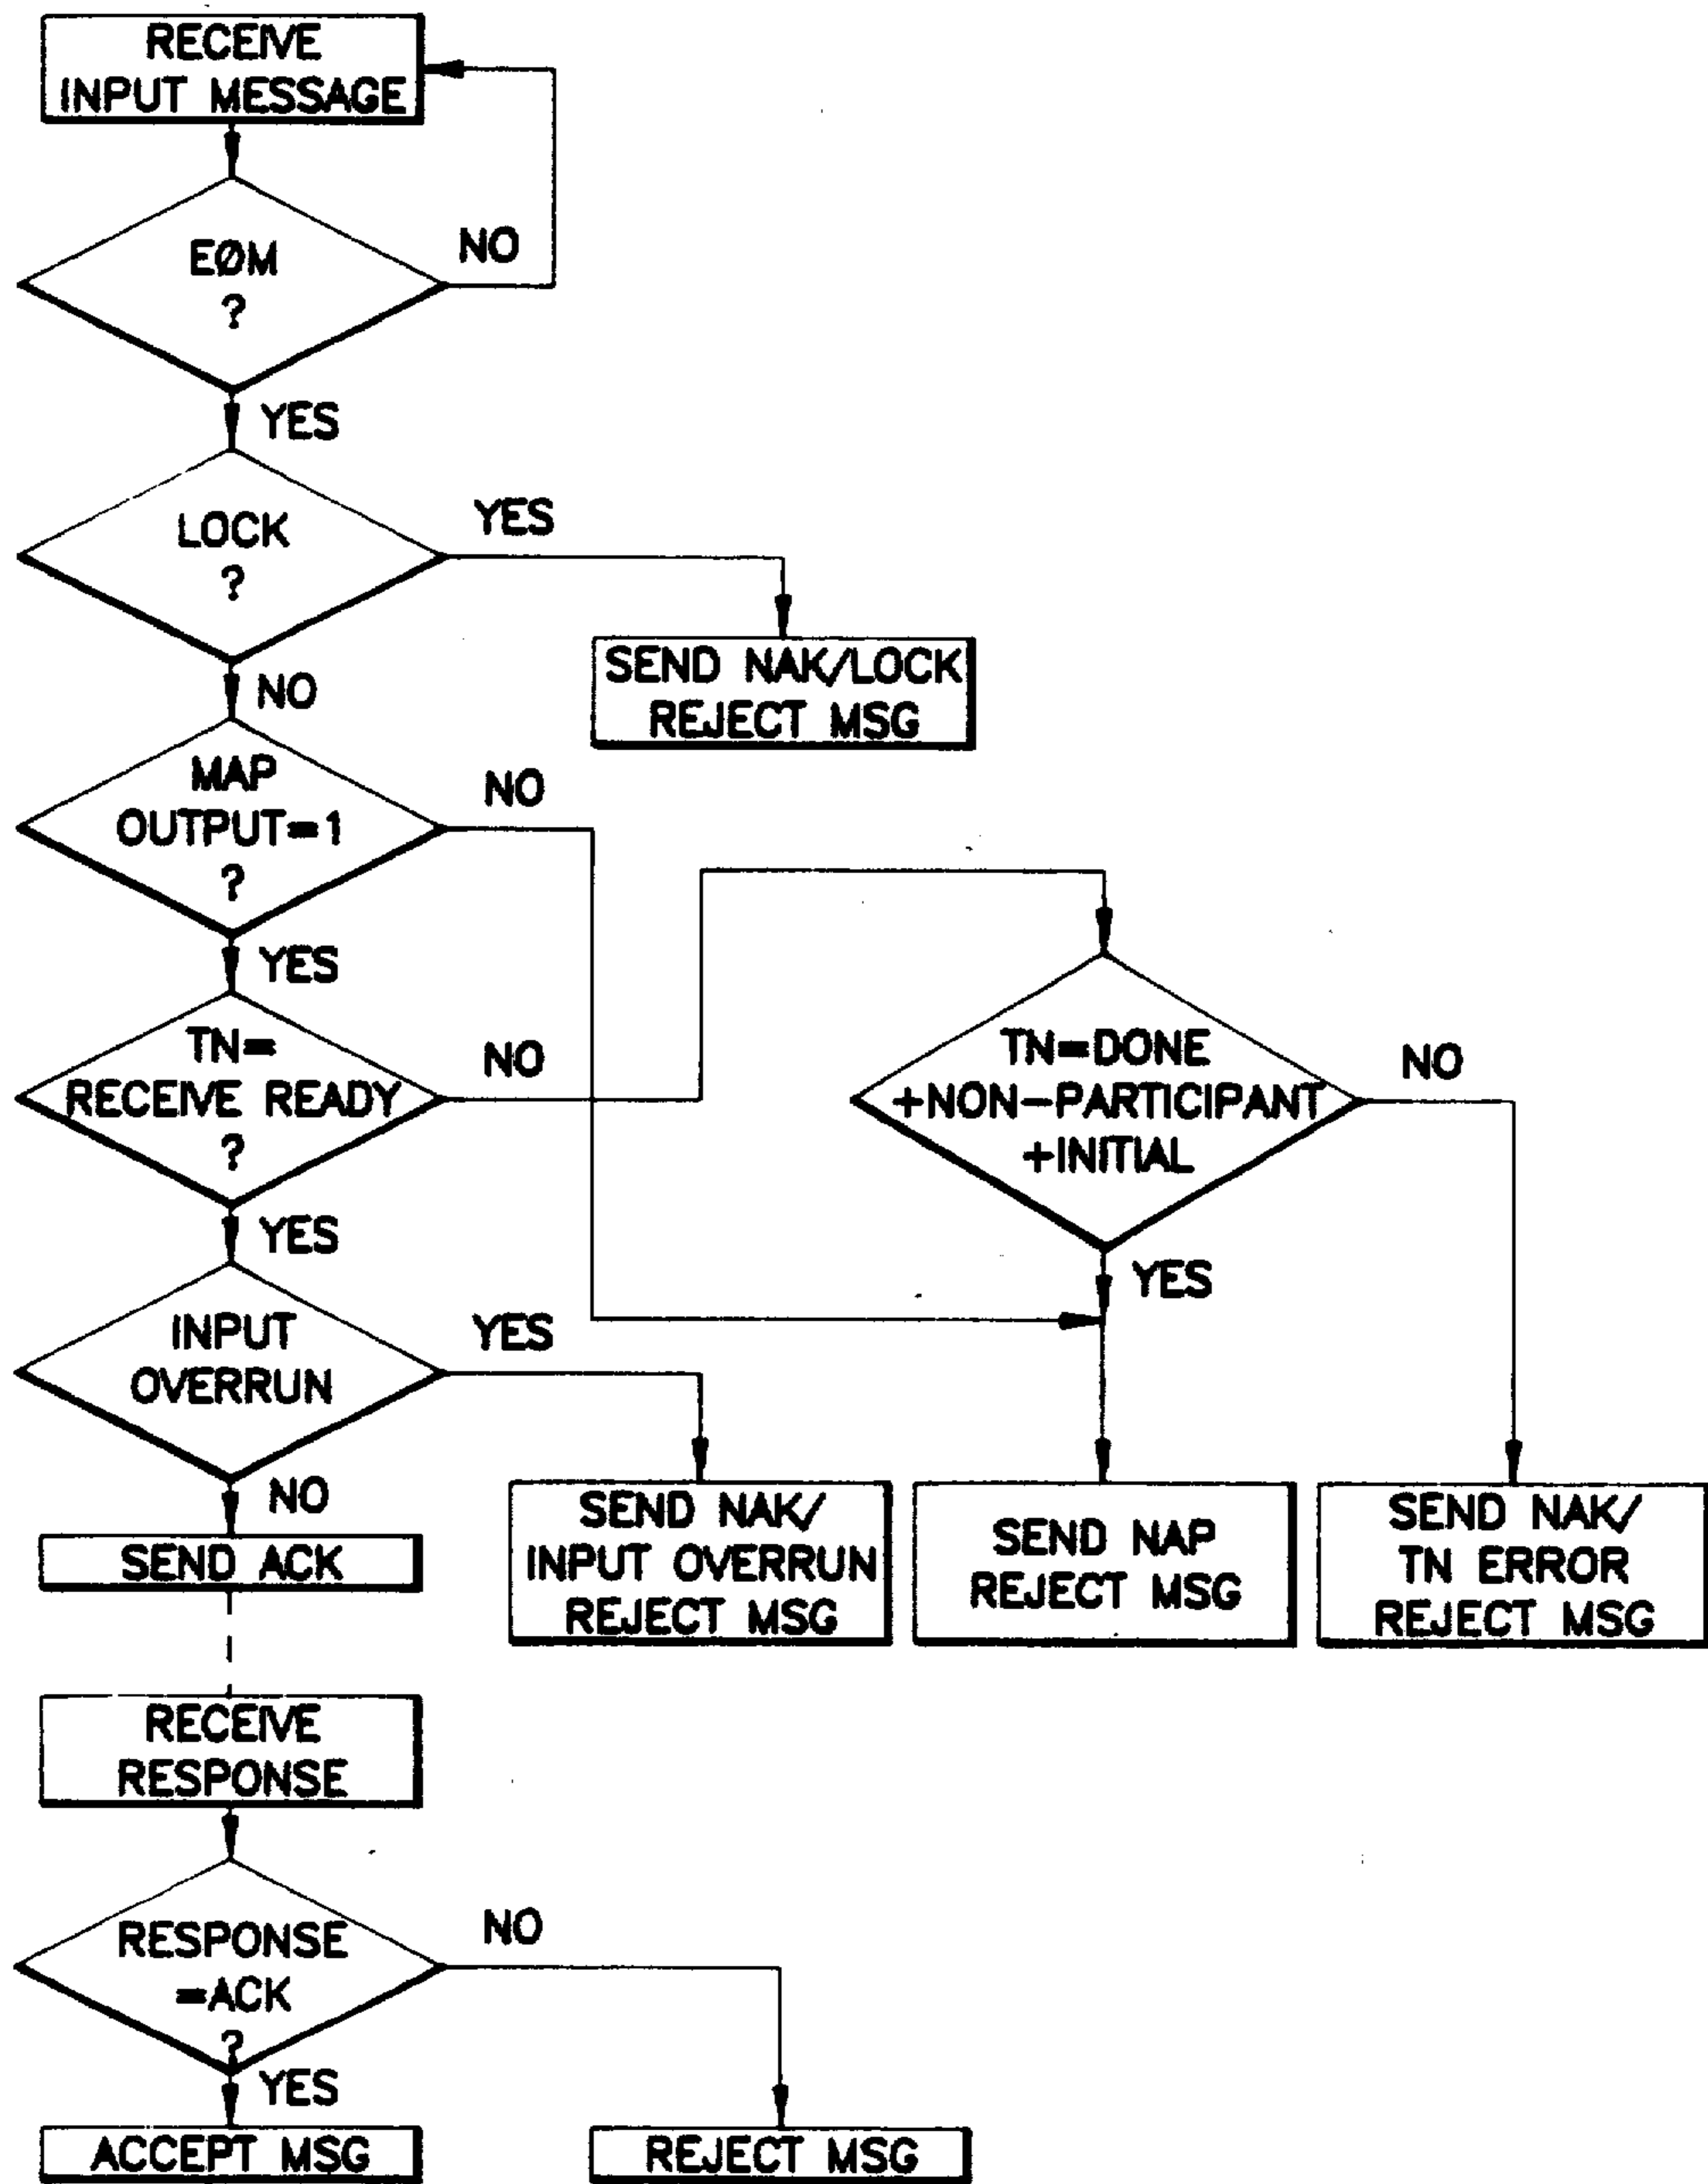 RECEIVE
INPUT MESSAGE
EØM
?
NO
YES
LOCK
?
YES
SEND NAK/LOCK
REJECT MSG
NO
MAP
OUTPUT=1
?
NO
YES
TN=
RECEIVE READY
?
NO
TN=DONE
+NON-PARTICIPANT
+INITIAL
NO
YES
YES
INPUT
OVERRUN
YES
NO
SEND ACK
SEND NAK/
INPUT OVERRUN
REJECT MSG
SEND NAP
REJECT MSG
SEND NAK/
TN ERROR
REJECT MSG
RECEIVE
RESPONSE
RESPONSE
=ACK
?
NO
YES
ACCEPT MSG
REJECT MSG